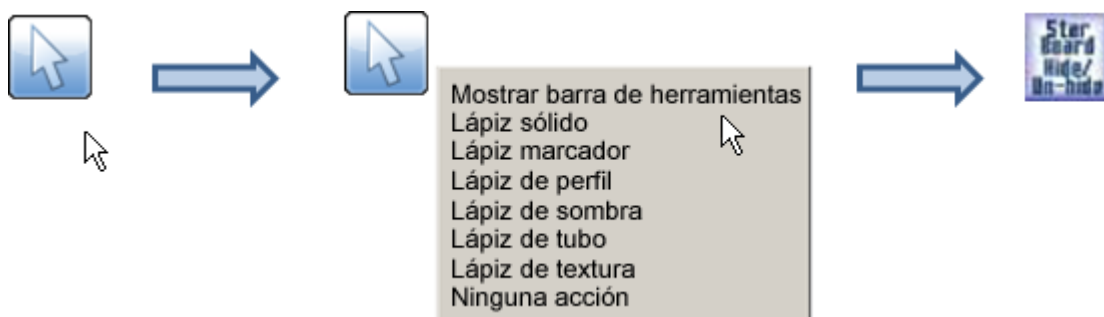 Mostrar barra de herramientas
Lápiz sólido
Lápiz marcador
Lápiz de perfil
Lápiz de sombra
Lápiz de tubo
Lápiz de textura
Ninguna acción
Ster
Board
Hide/
Un-hide